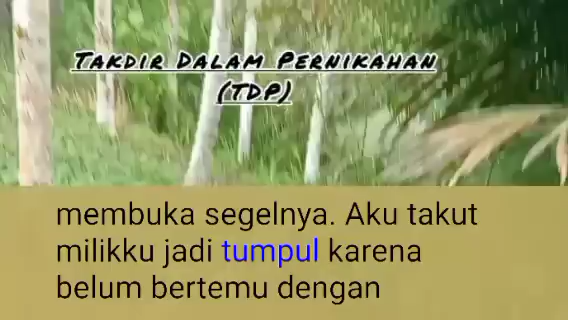 Takdir Dalam Pernikahan
(TDP)
membuka segelnya. Aku takut
milikku jadi tumpul karena
belum bertemu dengan